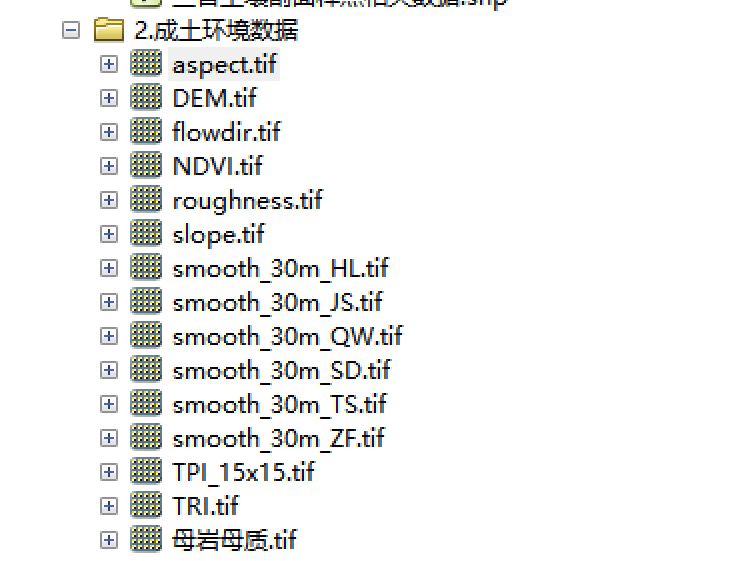 2.成土环境数据
aspect.tif
DEM.tif
flowdir.tif
NDVI.tif
roughness.tif
slope.tif
smooth_30m_HL.tif
smooth_30m_JS.tif
smooth_30m_QW.tif
smooth_30m_SD.tif
smooth_30m_TS.tif
smooth_30m_ZF.tif
TPI_15x15.tif
TRI.tif
母岩母质.tif